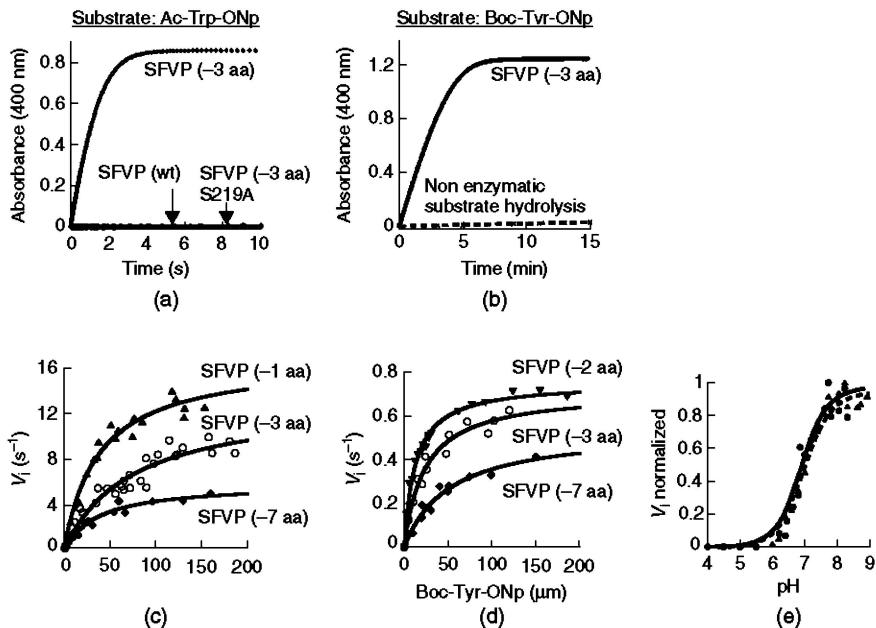 Substrate: Ac-Trp-ONp
Absorbance (400 nm)
0.8
0.6
0.4
0.2
0
SFVP (–3 aa)
SFVP (wt)
SFVP (–3 aa)
S219A
0 2 4 6 8 10
Time (s)
(a)
Substrate: Boc-Tyr-ONp
Absorbance (400 nm)
1.2
0.8
0.4
0
SFVP (–3 aa)
Non enzymatic
substrate hydrolysis
0 5 10 15
Time (min)
(b)
Vi (s–1)
16
12
8
4
0
SFVP (–1 aa)
SFVP (–3 aa)
SFVP (–7 aa)
0 50 100 150 200
(c)
Vi (s–1)
0.8
0.6
0.4
0.2
0
SFVP (–2 aa)
SFVP (–3 aa)
SFVP (–7 aa)
0 50 100 150 200
Boc-Tyr-ONp (µm)
(d)
Vi normalized
1
0.8
0.6
0.4
0.2
0
4 5 6 7 8 9
pH
(e)